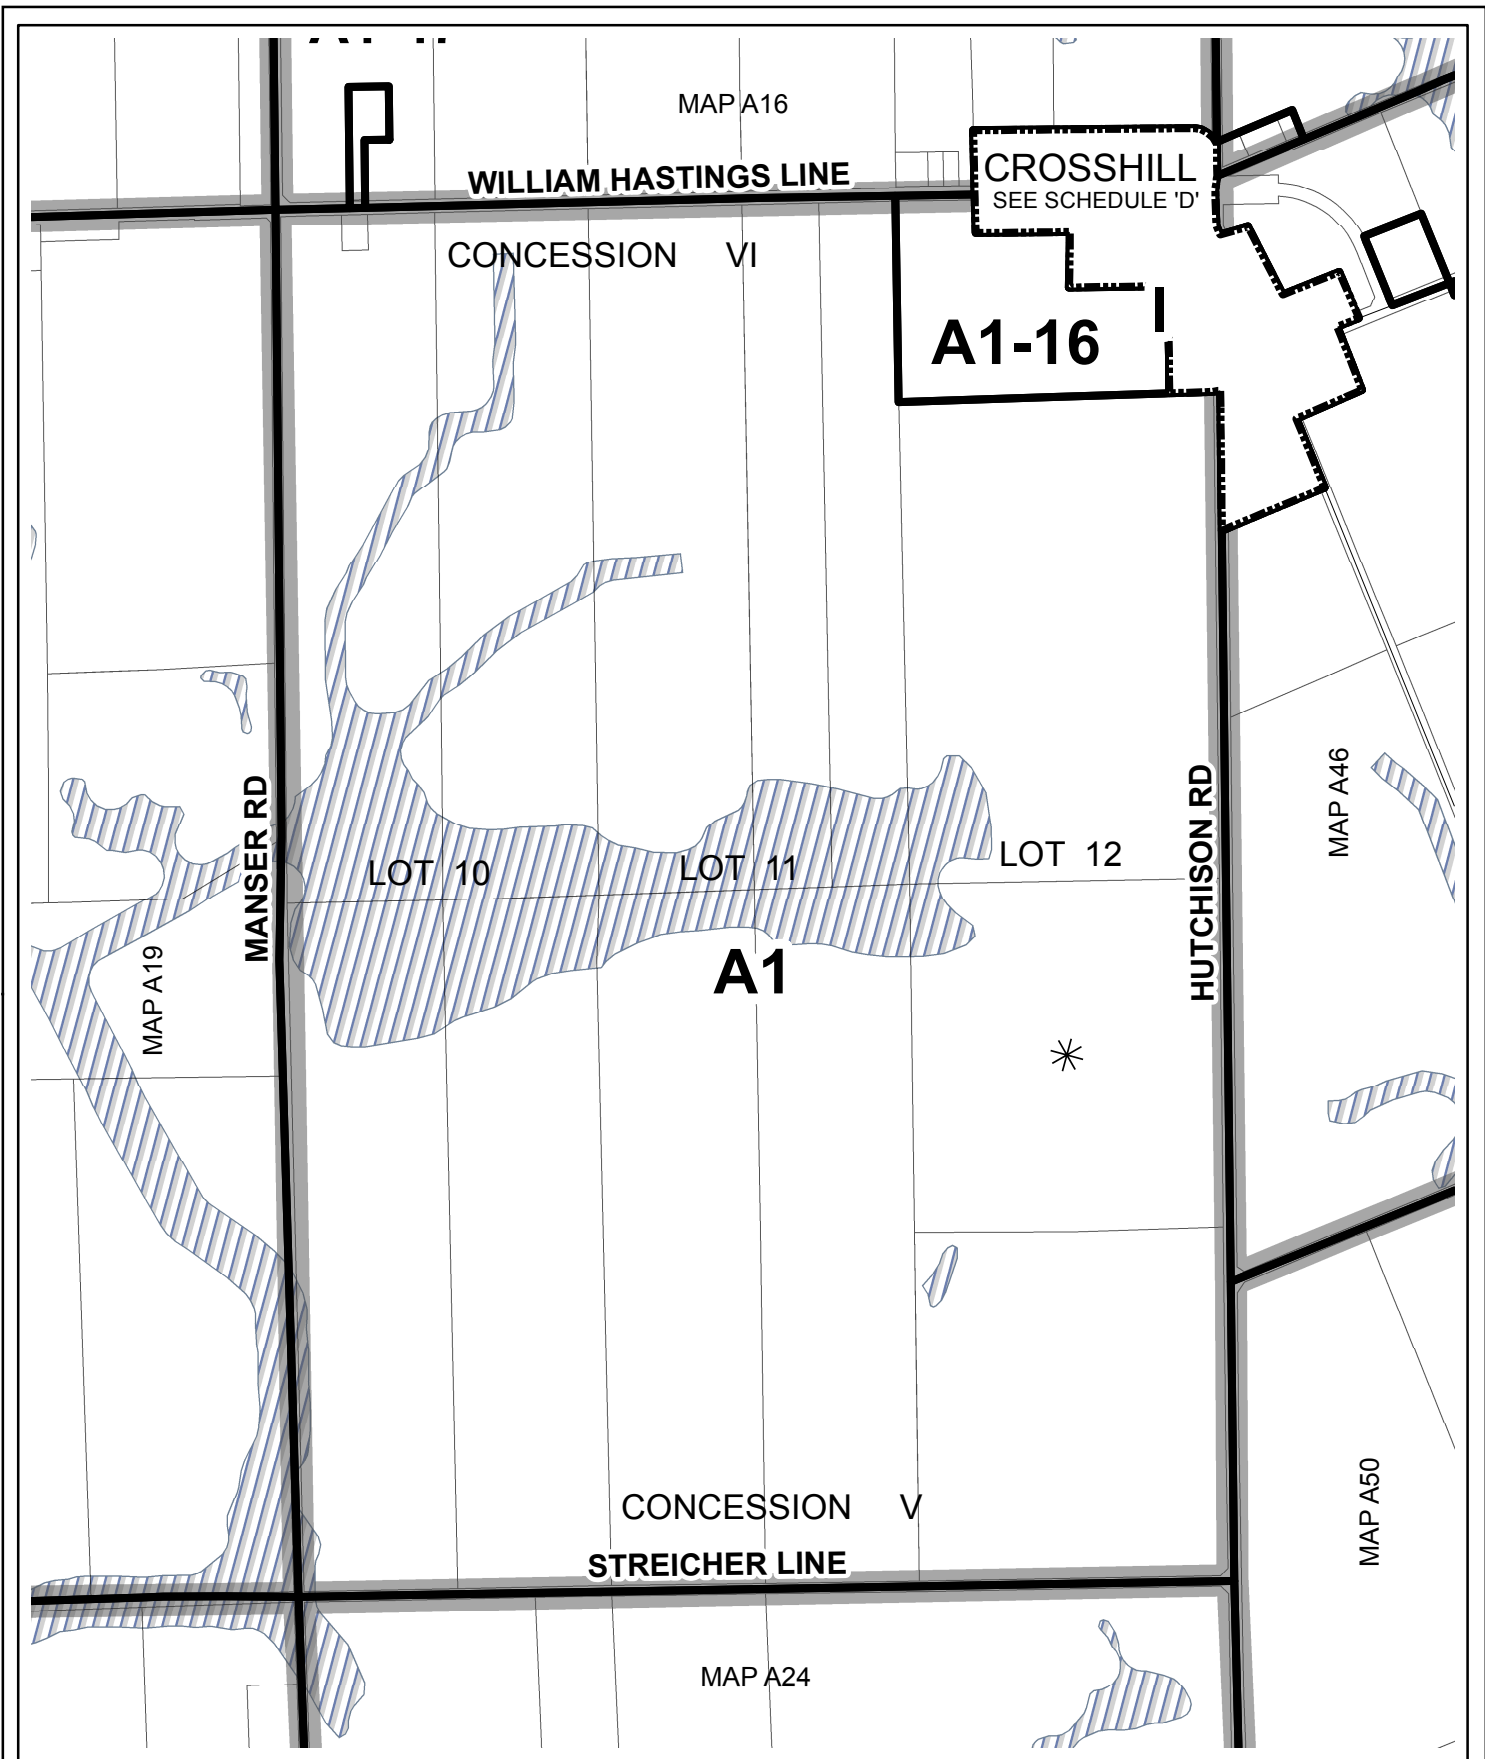 MAP A16
WILLIAM HASTINGS LINE
CROSSHILL
SEE SCHEDULE 'D'
CONCESSION VI
A1-16
MANSER RD
HUTCHISON RD
MAP A46
LOT 10
LOT 11
LOT 12
MAP A19
A1
MAP A50
CONCESSION V
STREICHER LINE
MAP A24